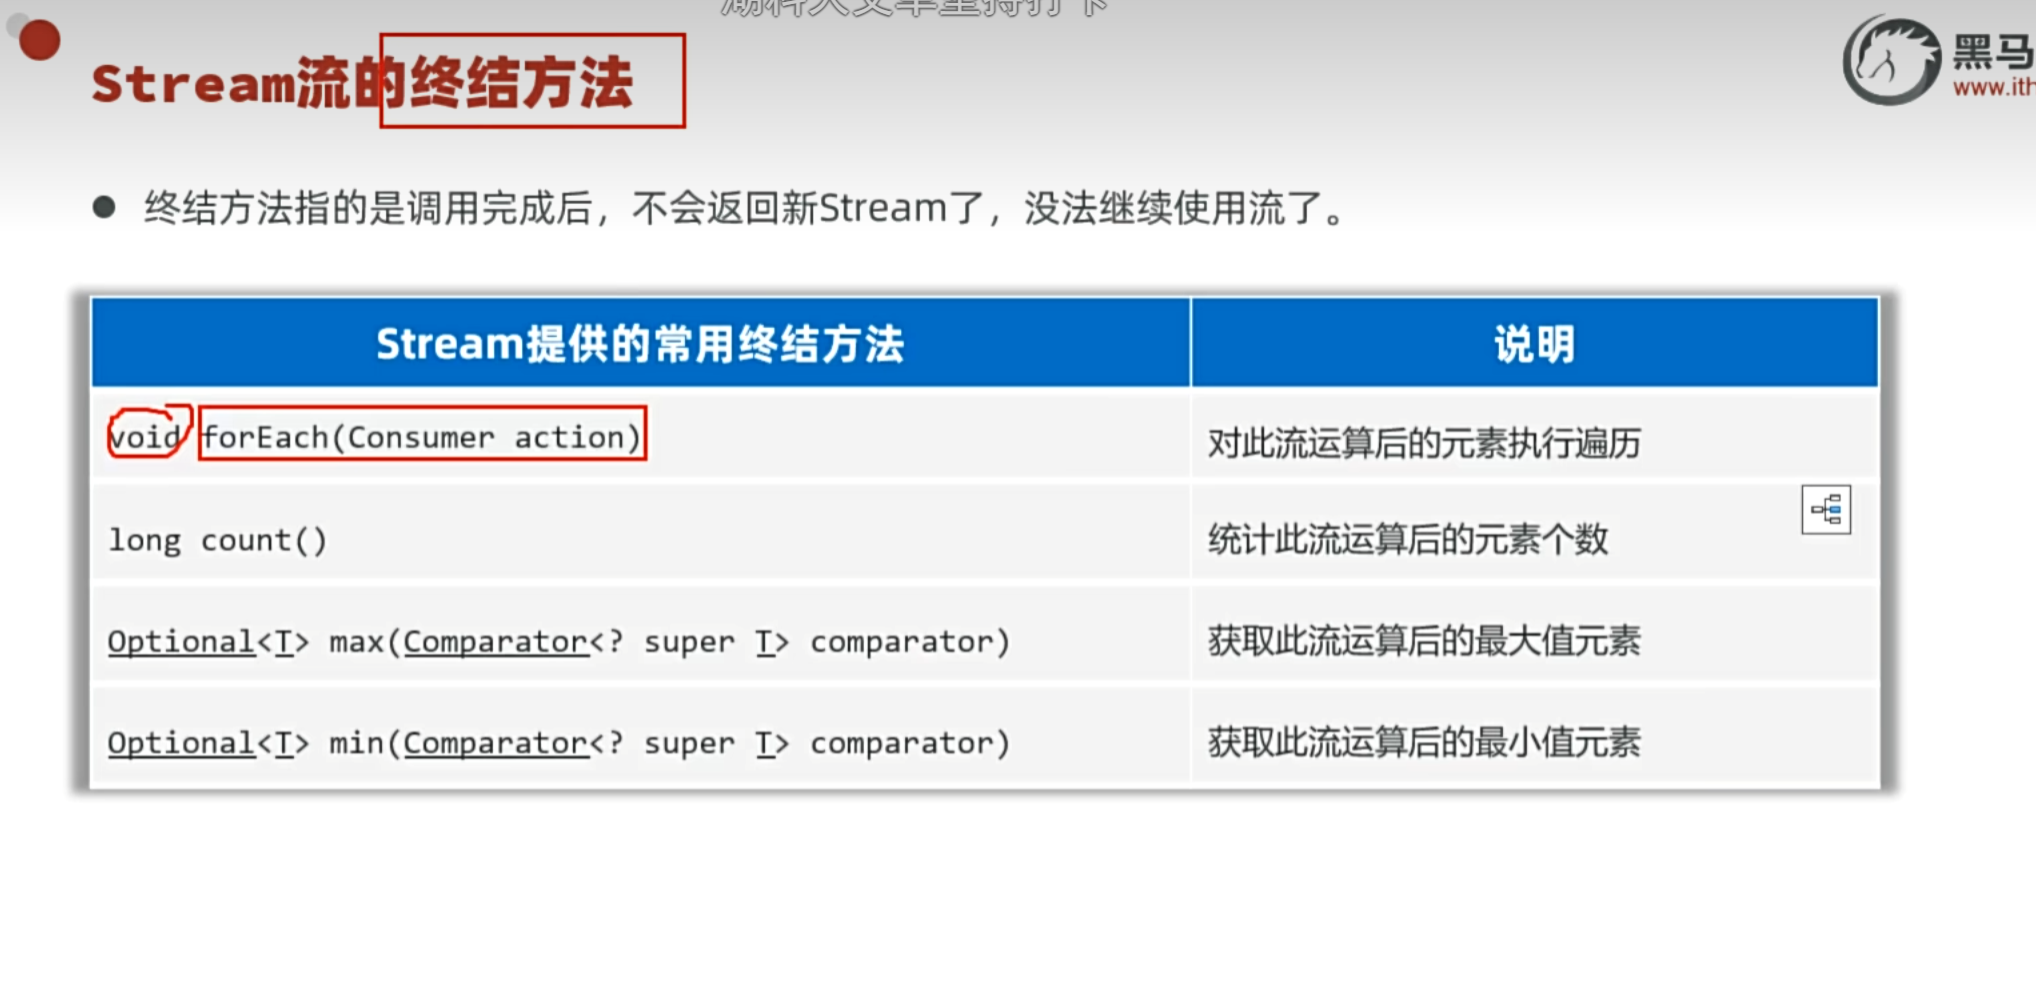 Stream流的终结方法
黑马
www.ith
终结方法指的是调用完成后，不会返回新Stream了，没法继续使用流了。
Stream提供的常用终结方法 说明
void forEach(Consumer action) 对此流运算后的元素执行遍历
long count() 统计此流运算后的元素个数
Optional<T> max(Comparator<? super T> comparator) 获取此流运算后的最大值元素
Optional<T> min(Comparator<? super T> comparator) 获取此流运算后的最小值元素